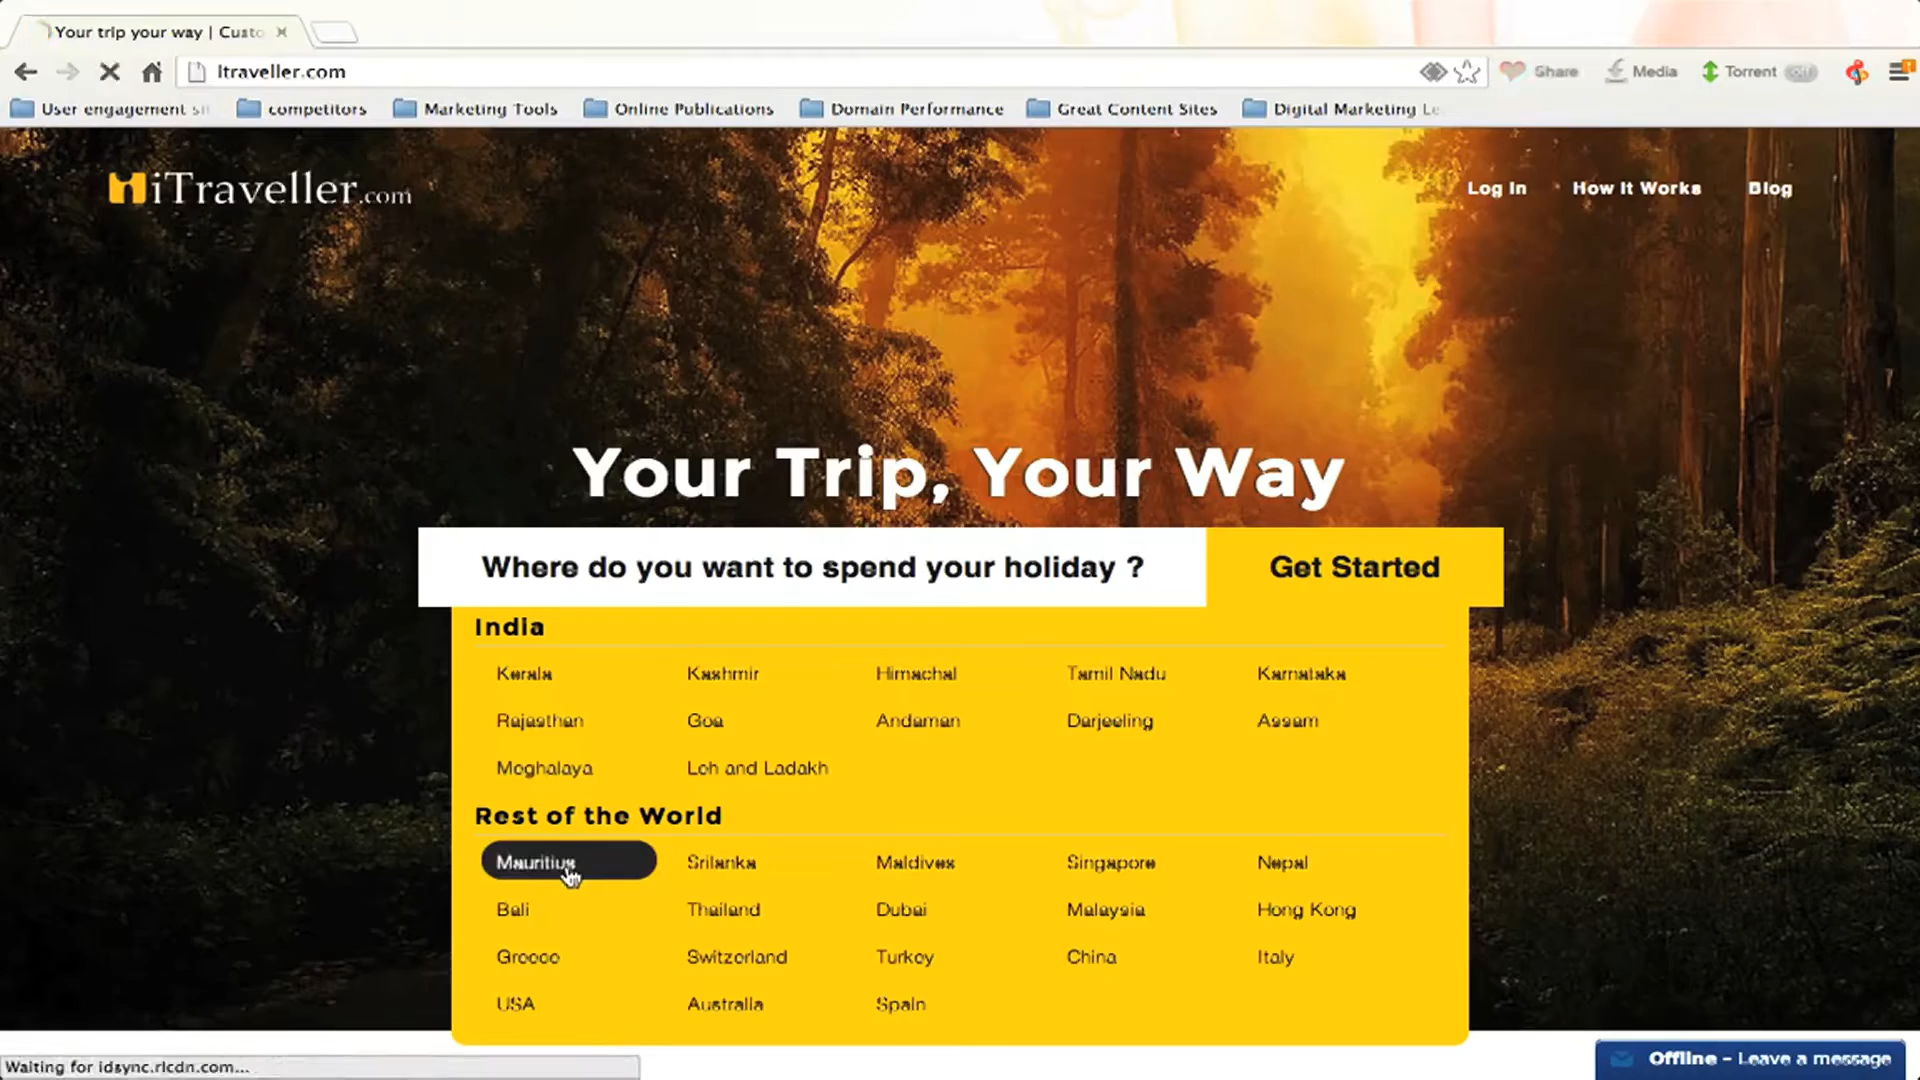 Your trip your way | Custo
itraveller.com
Share
Media
Torrent
Off
User engagement si
competitors
Marketing Tools
Online Publications
Domain Performance
Great Content Sites
Digital Marketing Le
iTraveller.com
Log In
How It Works
Blog
Your Trip, Your Way
Where do you want to spend your holiday ?
Get Started
India
Kerala Kashmir Himachal Tamil Nadu Karnataka
Rajasthan Goa Andaman Darjeeling Assam
Meghalaya Leh and Ladakh
Rest of the World
Mauritius Srilanka Maldives Singapore Nepal
Bali Thailand Dubai Malaysia Hong Kong
Greece Switzerland Turkey China Italy
USA Australia Spain
Waiting for idsync.rlcdn.com...
Offline - Leave a message